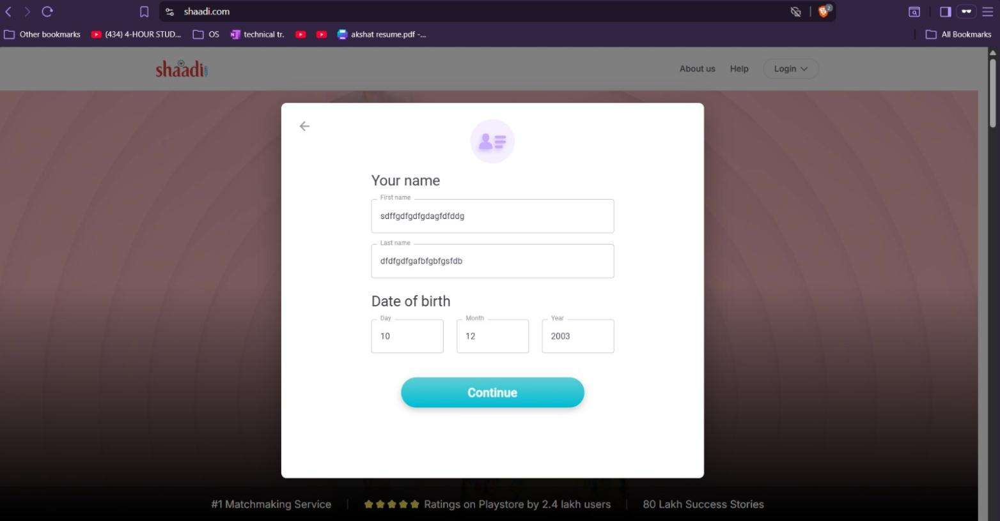 shaadi.com
2
Other bookmarks (434) 4-HOUR STUD... OS technical tr. akshat resume.pdf -... All Bookmarks
shaadi About us Help Login
Your name
First name
sdffgdfgdfgdagfdfddg
Last name
dfdfgdfgafbfgbfgsfdb
Date of birth
Day Month Year
10 12 2003
Continue
#1 Matchmaking Service | Ratings on Playstore by 2.4 lakh users | 80 Lakh Success Stories